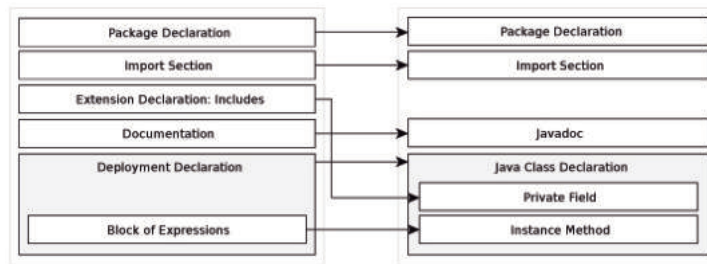 Package Declaration
Import Section
Extension Declaration: Includes
Documentation
Deployment Declaration
Block of Expressions
Package Declaration
Import Section
Javadoc
Java Class Declaration
Private Field
Instance Method